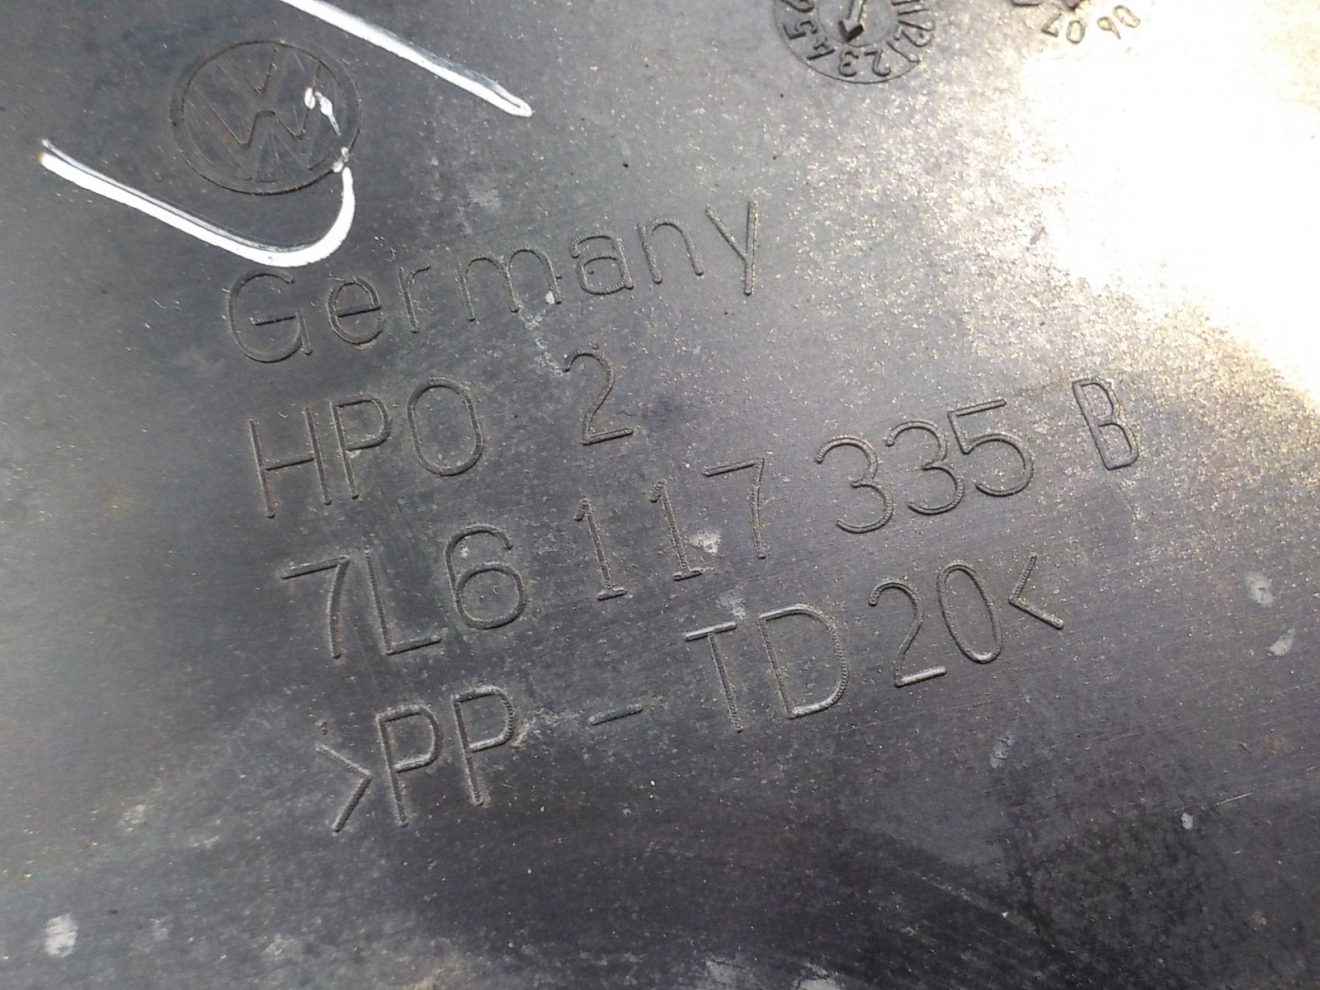 Germany
HPO 2
7L6 117 335 B
>PP-TD20<